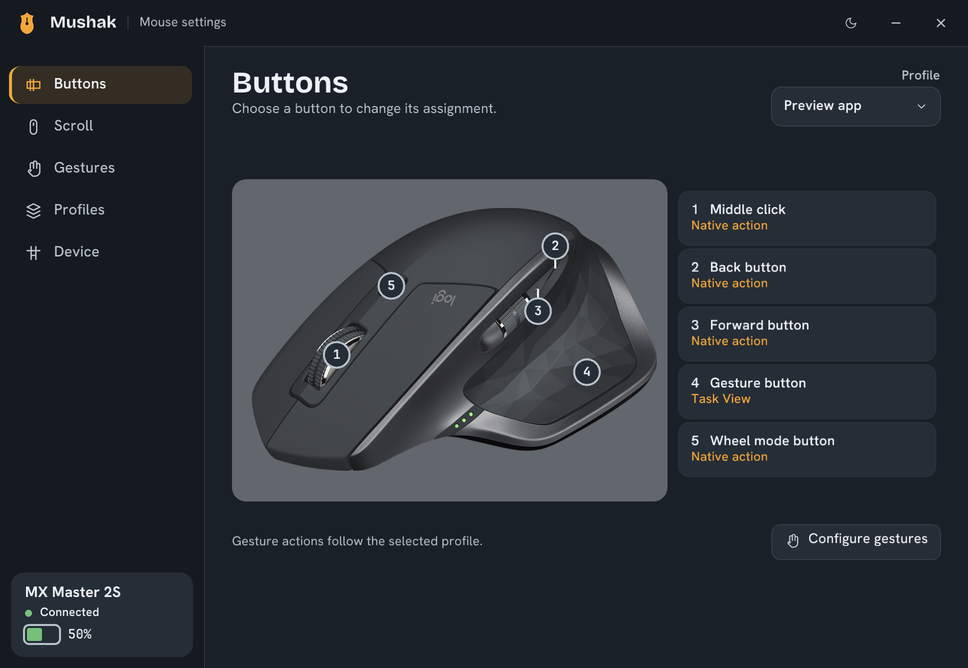 Mushak
Mouse settings
Buttons
Scroll
Gestures
Profiles
Device
MX Master 2S
Connected
50%
Buttons
Choose a button to change its assignment.
Profile
Preview app
logi
1
2
3
4
5
1 Middle click
Native action
2 Back button
Native action
3 Forward button
Native action
4 Gesture button
Task View
5 Wheel mode button
Native action
Gesture actions follow the selected profile.
Configure gestures